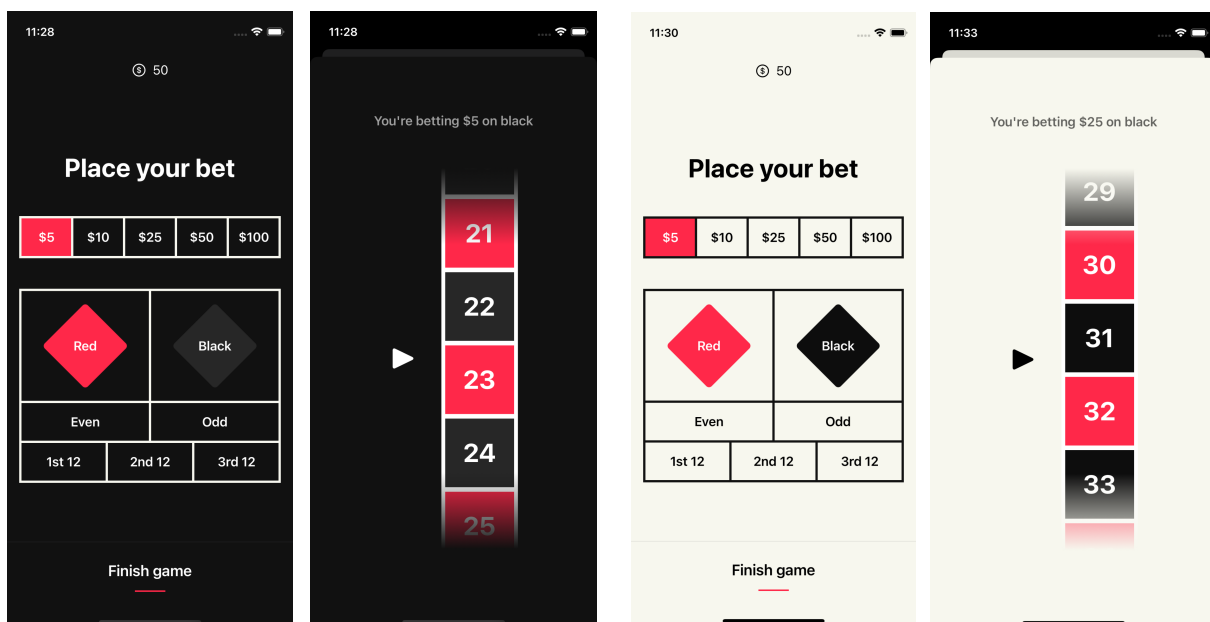 11:28
50
Place your bet
$5 $10 $25 $50 $100
Red Black
Even Odd
1st 12 2nd 12 3rd 12
Finish game
11:28
You're betting $5 on black
21
22
23
24
25
11:30
50
Place your bet
$5 $10 $25 $50 $100
Red Black
Even Odd
1st 12 2nd 12 3rd 12
Finish game
11:33
You're betting $25 on black
29
30
31
32
33